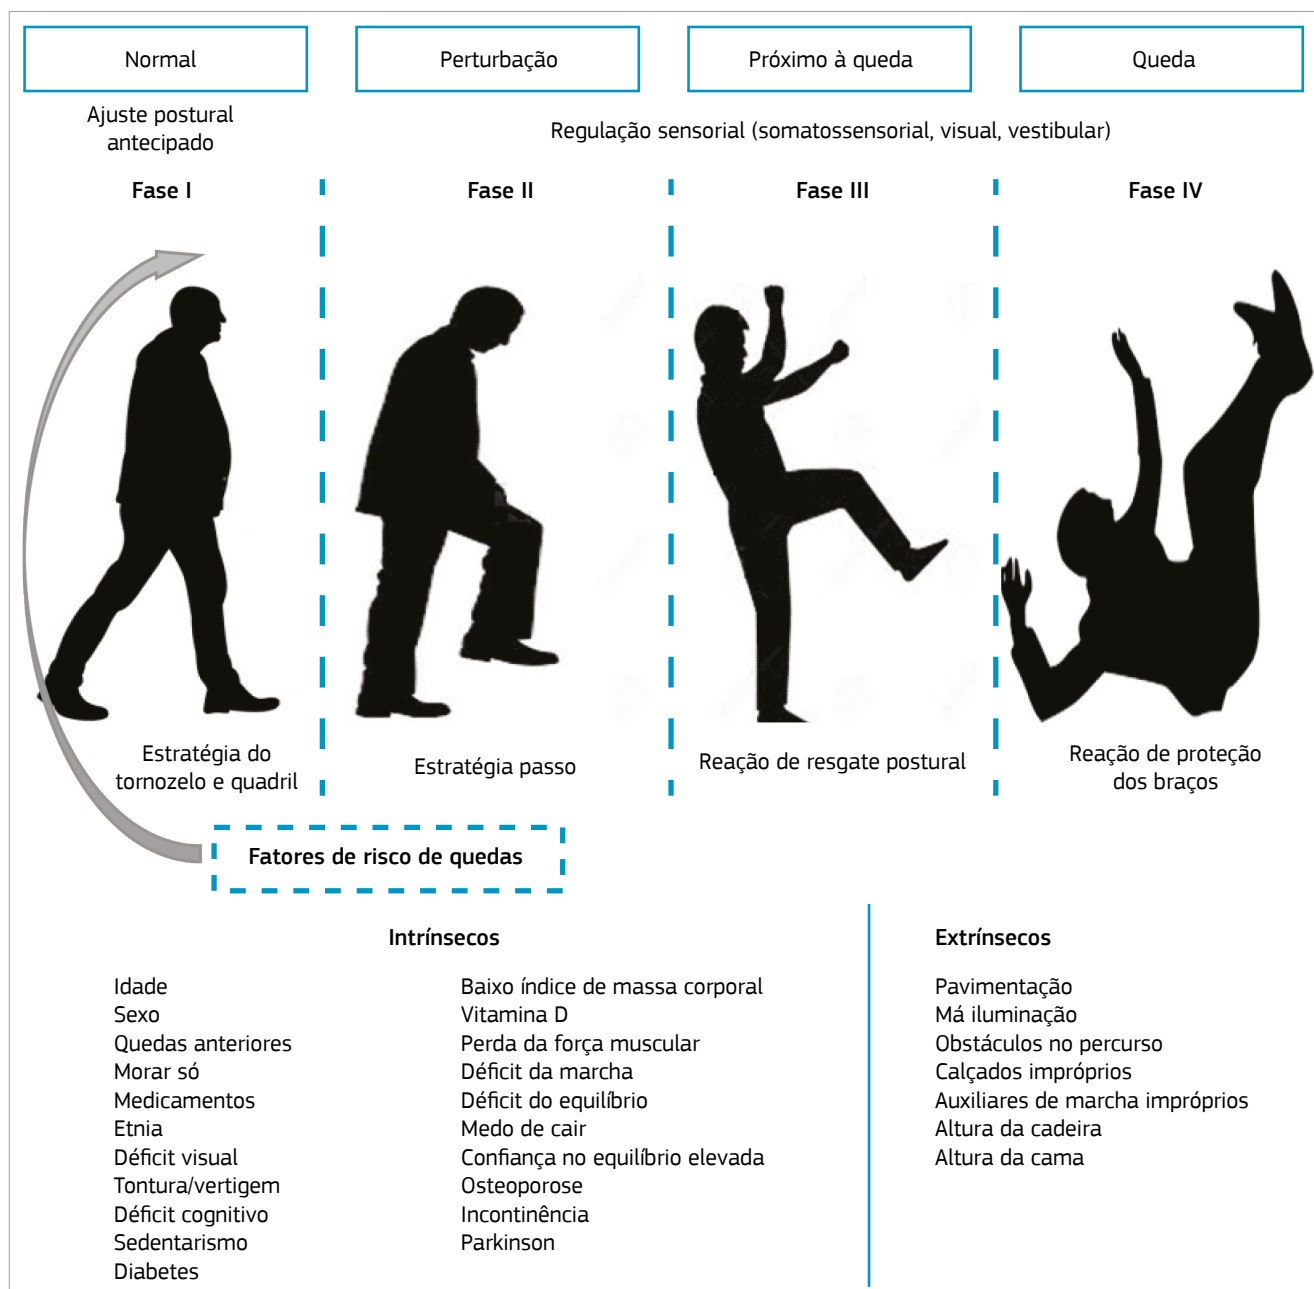 Normal
Perturbação
Próximo à queda
Queda
Ajuste postural
antecipado
Regulação sensorial (somatossensorial, visual, vestibular)
Fase I
Fase II
Fase III
Fase IV
Estratégia do
tornozelo e quadril
Estratégia passo
Reação de resgate postural
Reação de proteção
dos braços
Fatores de risco de quedas
Intrínsecos
Idade
Sexo
Quedas anteriores
Morar só
Medicamentos
Etnia
Déficit visual
Tontura/vertigem
Déficit cognitivo
Sedentarismo
Diabetes
Baixo índice de massa corporal
Vitamina D
Perda da força muscular
Déficit da marcha
Déficit do equilíbrio
Medo de cair
Confiança no equilíbrio elevada
Osteoporose
Incontinência
Parkinson
Extrínsecos
Pavimentação
Má iluminação
Obstáculos no percurso
Calçados impróprios
Auxiliares de marcha impróprios
Altura da cadeira
Altura da cama